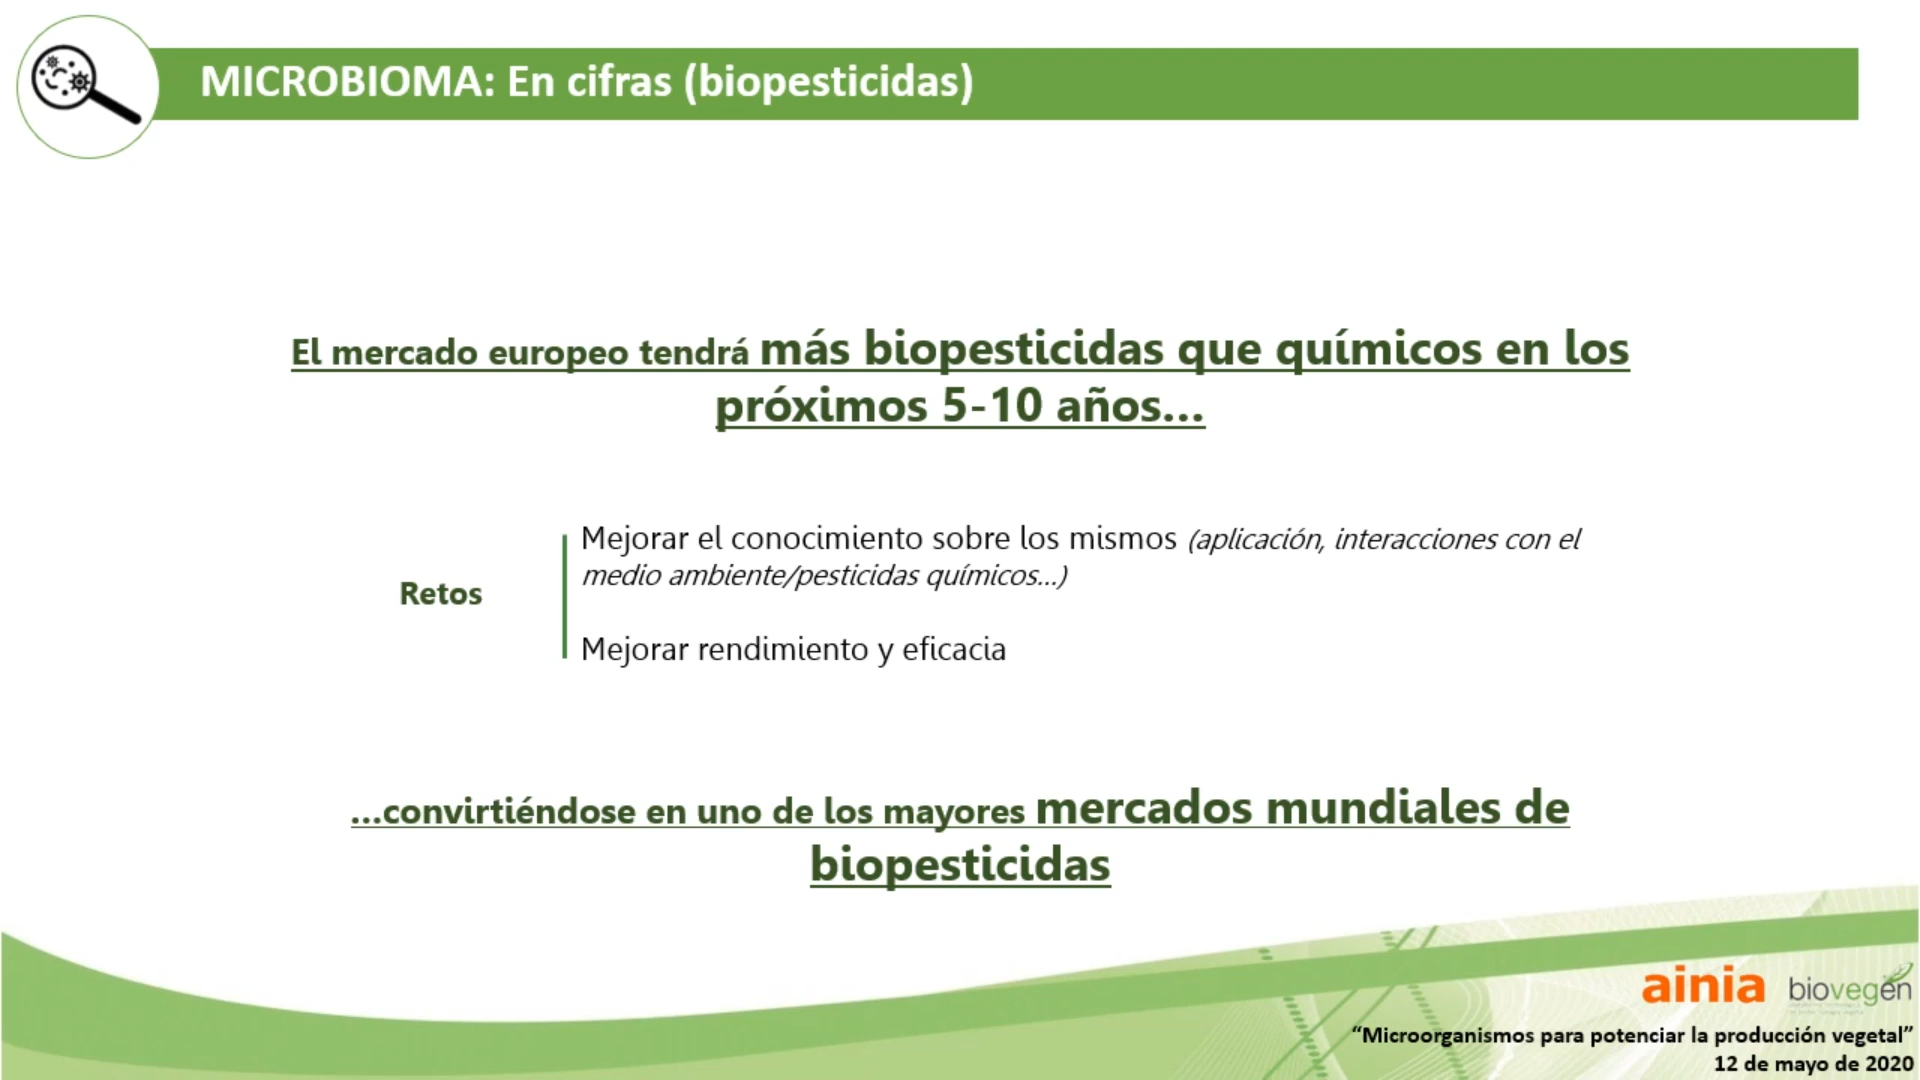 MICROBIOMA: En cifras (biopesticidas)
El mercado europeo tendrá más biopesticidas que químicos en los
próximos 5-10 años...
Retos
Mejorar el conocimiento sobre los mismos (aplicación, interacciones con el
medio ambiente/pesticidas químicos...)
Mejorar rendimiento y eficacia
...convirtiéndose en uno de los mayores mercados mundiales de
biopesticidas
ainia biovegen
“Microorganismos para potenciar la producción vegetal”
12 de mayo de 2020